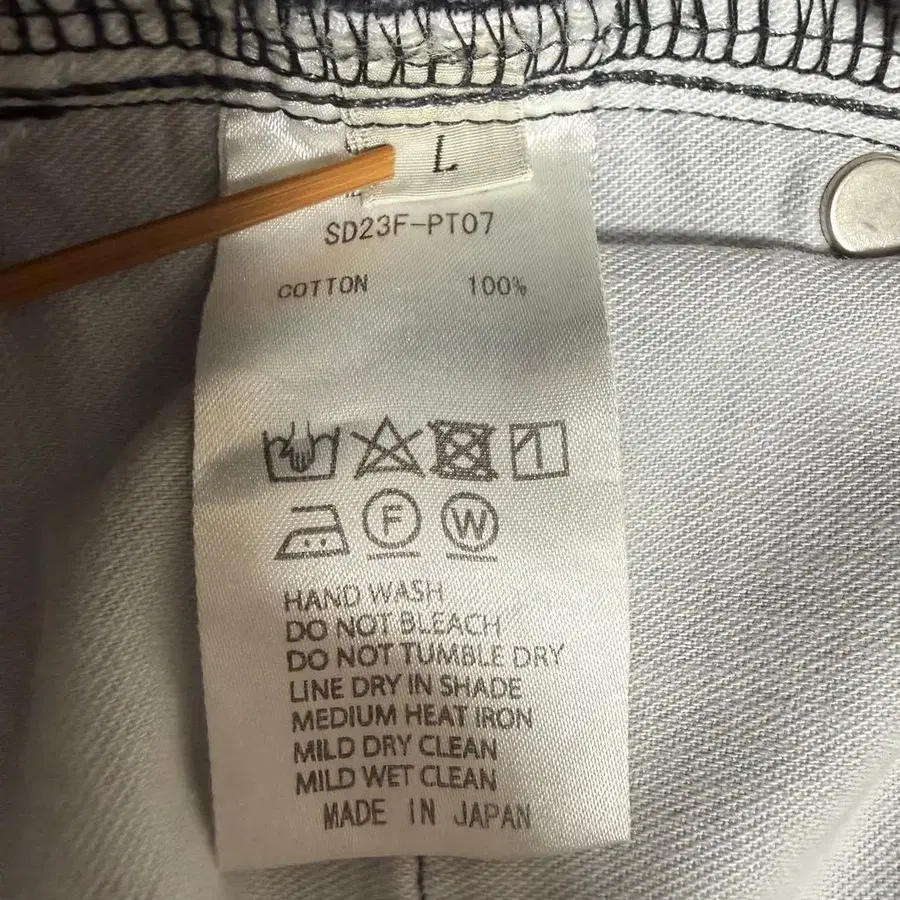 L
SD23F-PT07
COTTON 100%
F W
HAND WASH
DO NOT BLEACH
DO NOT TUMBLE DRY
LINE DRY IN SHADE
MEDIUM HEAT IRON
MILD DRY CLEAN
MILD WET CLEAN
MADE IN JAPAN